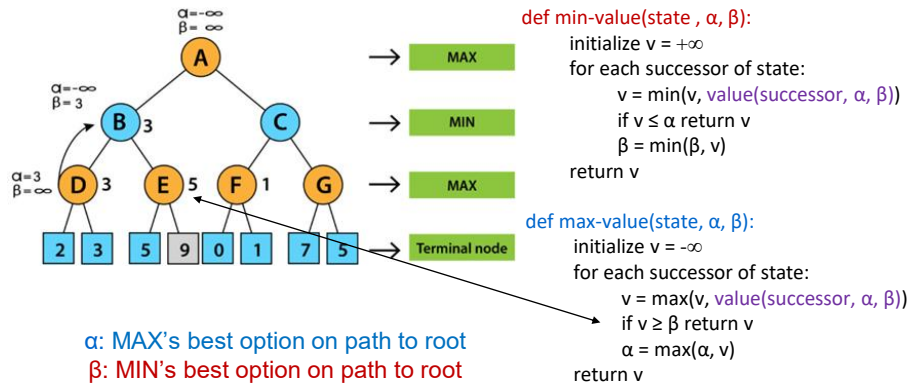 α=-∞
β= ∞
A
MAX
α=-∞
β= 3
B
3
C
MIN
α=3
β=∞
D
3
E
5
F
1
G
MAX
2
3
5
9
0
1
7
5
Terminal node
α: MAX's best option on path to root
β: MIN's best option on path to root
def min-value(state , α, β):
initialize v = +∞
for each successor of state:
v = min(v, value(successor, α, β))
if v ≤ α return v
β = min(β, v)
return v
def max-value(state, α, β):
initialize v = -∞
for each successor of state:
v = max(v, value(successor, α, β))
if v ≥ β return v
α = max(α, v)
return v